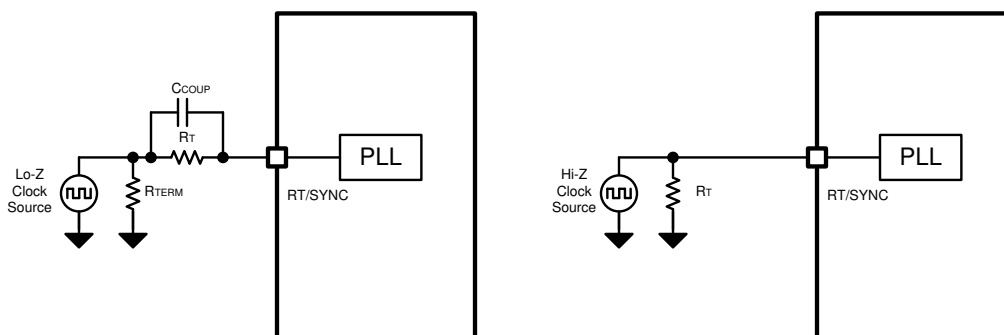 CCOUP
RT
PLL
Lo-Z
Clock
Source
RTERM
RT/SYNC
PLL
Hi-Z
Clock
Source
RT
RT/SYNC